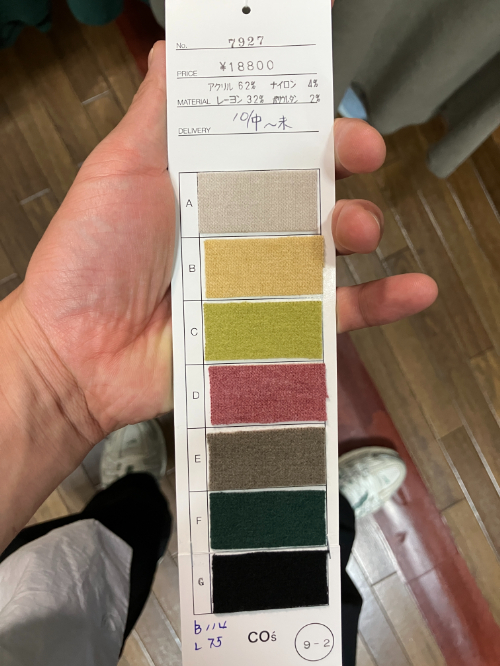 No. 7927
PRICE ¥18800
アクリル 62% ナイロン 4%
MATERIAL レーヨン 32% ポリウレタン 2%
DELIVERY 10/中〜末
A
B
C
D
E
F
G
B 114
L 75
COś
9-2